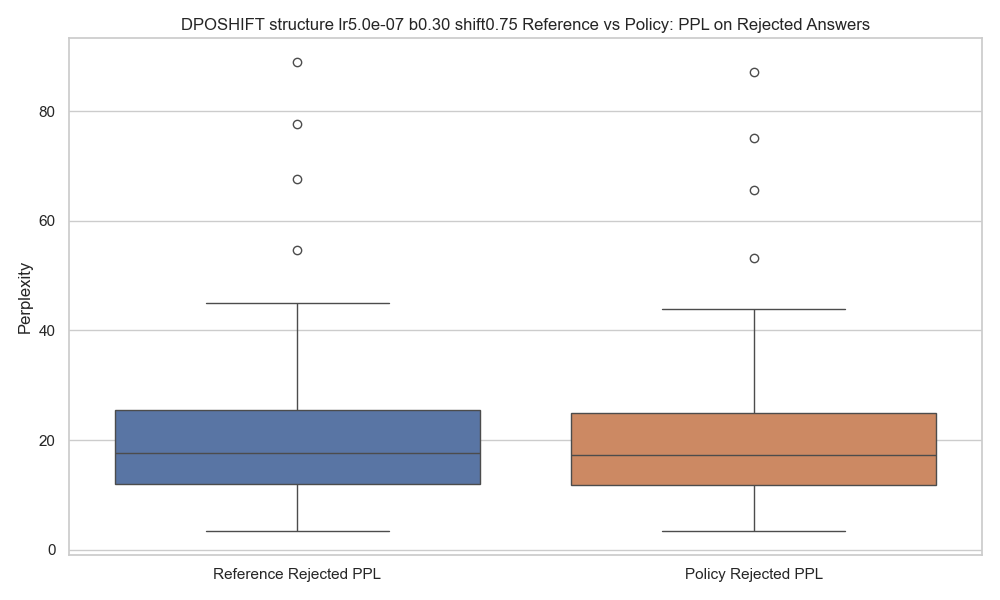 DPOSHIFT structure lr5.0e-07 b0.30 shift0.75 Reference vs Policy: PPL on Rejected Answers
Perplexity
80
60
40
20
0
Reference Rejected PPL
Policy Rejected PPL